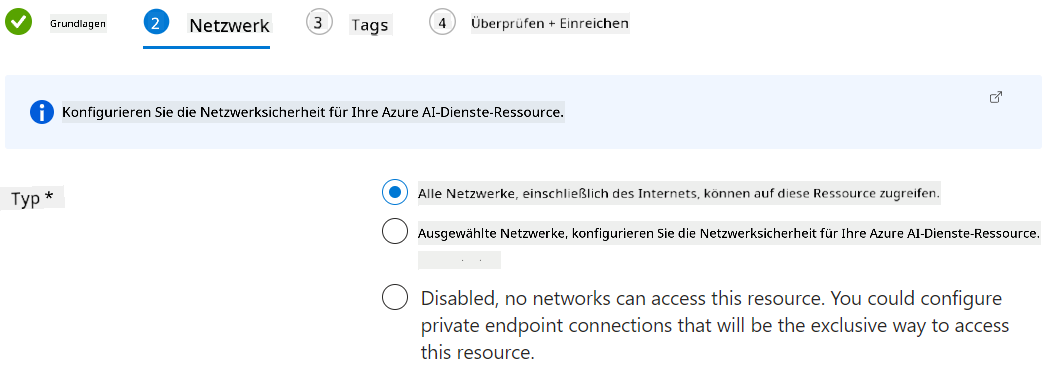 Grundlagen
2 Netzwerk
3 Tags
4 Überprüfen + Einreichen
Konfigurieren Sie die Netzwerksicherheit für Ihre Azure AI-Dienste-Ressource.
Typ *
Alle Netzwerke, einschließlich des Internets, können auf diese Ressource zugreifen.
Ausgewählte Netzwerke, konfigurieren Sie die Netzwerksicherheit für Ihre Azure AI-Dienste-Ressource.
Disabled, no networks can access this resource. You could configure
private endpoint connections that will be the exclusive way to access
this resource.